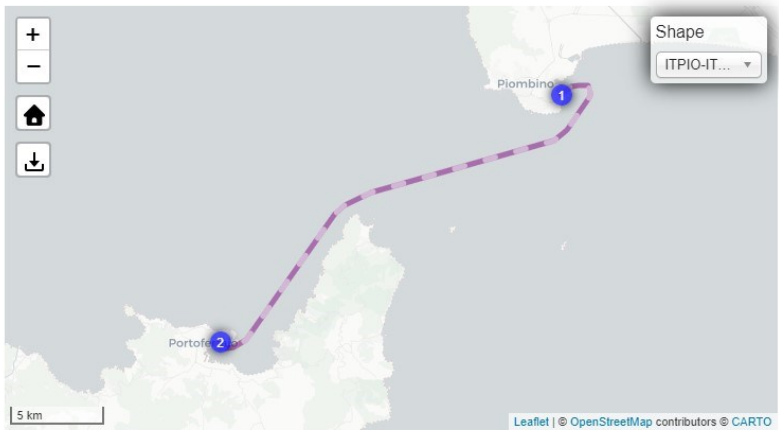 +
−
Shape
ITPIO-IT...
Piombino
1
2
5 km
Leaflet | © OpenStreetMap contributors © CARTO